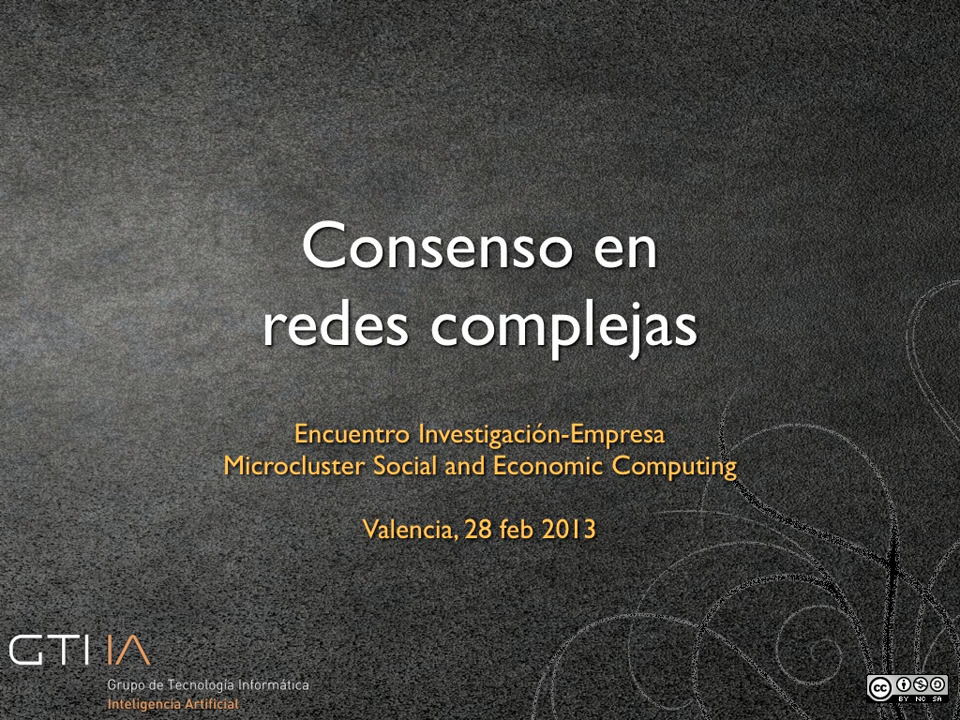 Consenso en
redes complejas
Encuentro Investigación-Empresa
Microcluster Social and Economic Computing
Valencia, 28 feb 2013
GTI IA
Grupo de Tecnología Informática
Inteligencia Artificial
cc
BY NC SA